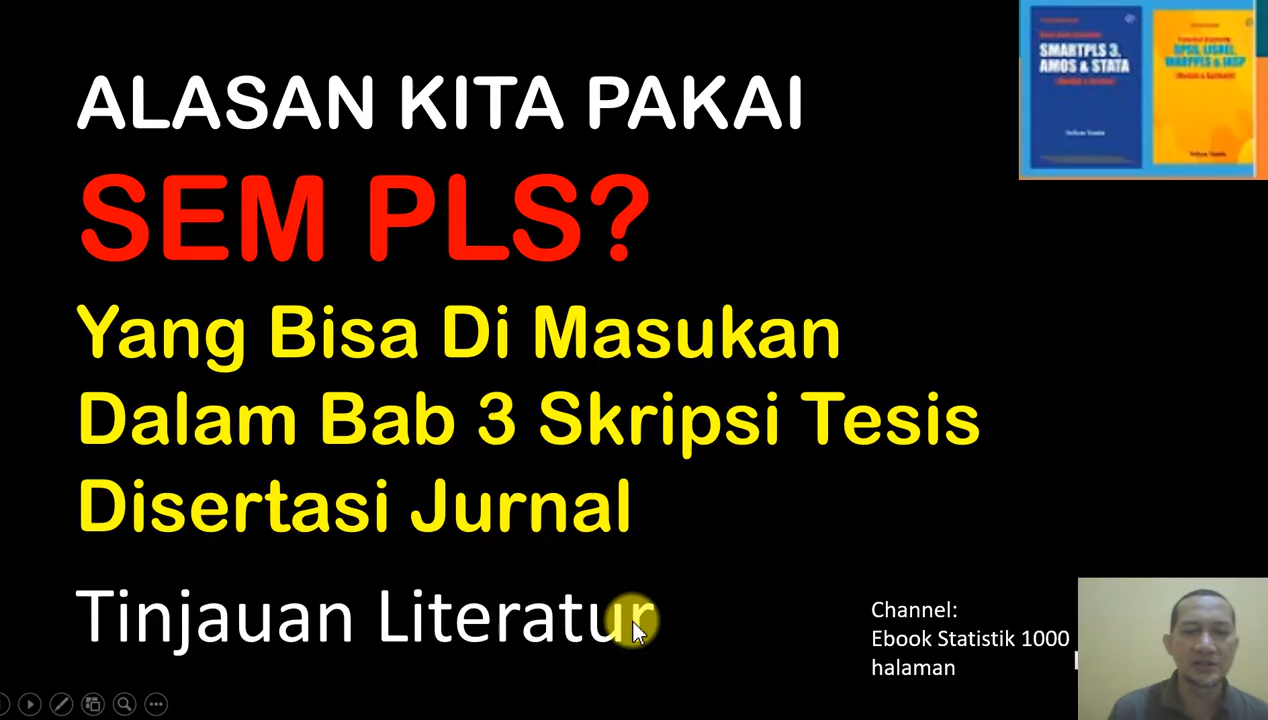 ALASAN KITA PAKAI
SEM PLS?
Yang Bisa Di Masukan
Dalam Bab 3 Skripsi Tesis
Disertasi Jurnal
Tinjauan Literatur
Channel:
Ebook Statistik 1000
halaman
SMARTPLS 3,
AMOS & STATA
SPSS, LISREL,
WARPPLS & JASP